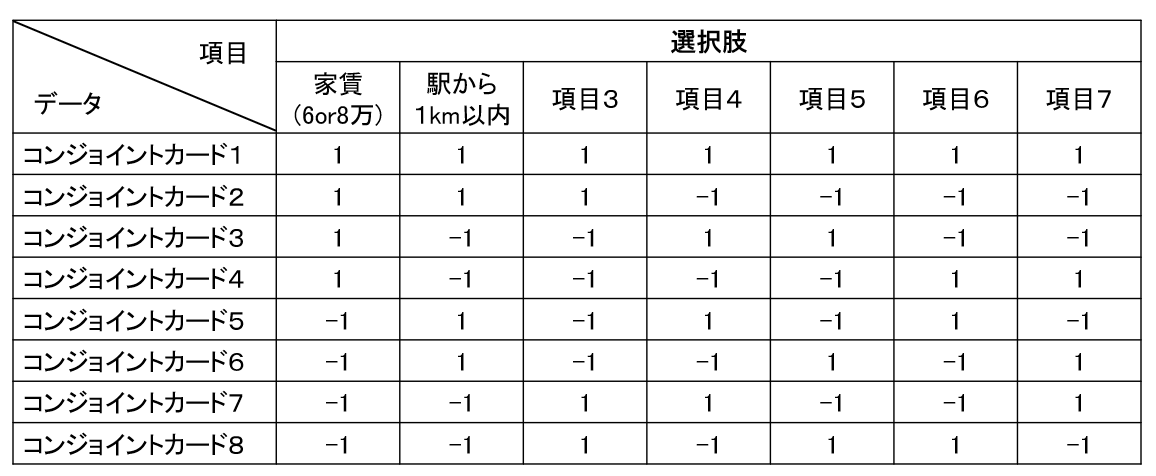 項目
データ
選択肢
家賃
(6or8万)
駅から
1km以内
項目3
項目4
項目5
項目6
項目7
コンジョイントカード1 1 1 1 1 1 1 1
コンジョイントカード2 1 1 1 -1 -1 -1 -1
コンジョイントカード3 1 -1 -1 1 1 -1 -1
コンジョイントカード4 1 -1 -1 -1 -1 1 1
コンジョイントカード5 -1 1 -1 1 -1 1 -1
コンジョイントカード6 -1 1 -1 -1 1 -1 1
コンジョイントカード7 -1 -1 1 1 -1 -1 1
コンジョイントカード8 -1 -1 1 -1 1 1 -1